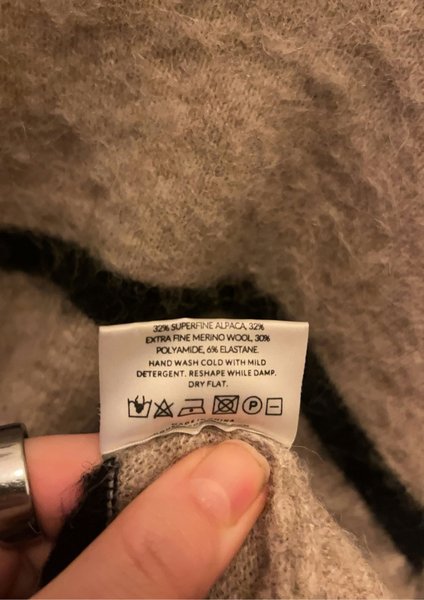 32% SUPERFINE ALPACA, 32%
EXTRA FINE MERINO WOOL, 30%
POLYAMIDE, 6% ELASTANE.
HAND WASH COLD WITH MILD
DETERGENT. RESHAPE WHILE DAMP.
DRY FLAT.
P